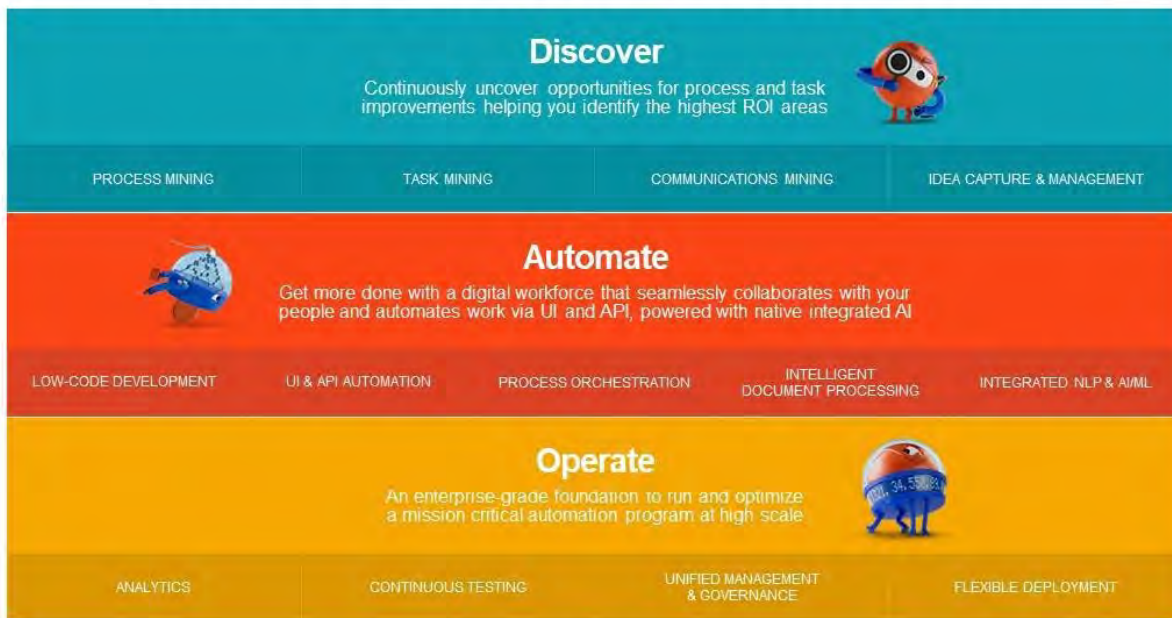 Discover
Continuously uncover opportunities for process and task
improvements helping you identify the highest ROI areas
PROCESS MINING
TASK MINING
COMMUNICATIONS MINING
IDEA CAPTURE & MANAGEMENT
Automate
Get more done with a digital workforce that seamlessly collaborates with your
people and automates work via UI and API, powered with native integrated AI
LOW-CODE DEVELOPMENT
UI & API AUTOMATION
PROCESS ORCHESTRATION
INTELLIGENT
DOCUMENT PROCESSING
INTEGRATED NLP & AI/ML
Operate
An enterprise-grade foundation to run and optimize
a mission critical automation program at high scale
ANALYTICS
CONTINUOUS TESTING
UNIFIED MANAGEMENT
& GOVERNANCE
FLEXIBLE DEPLOYMENT